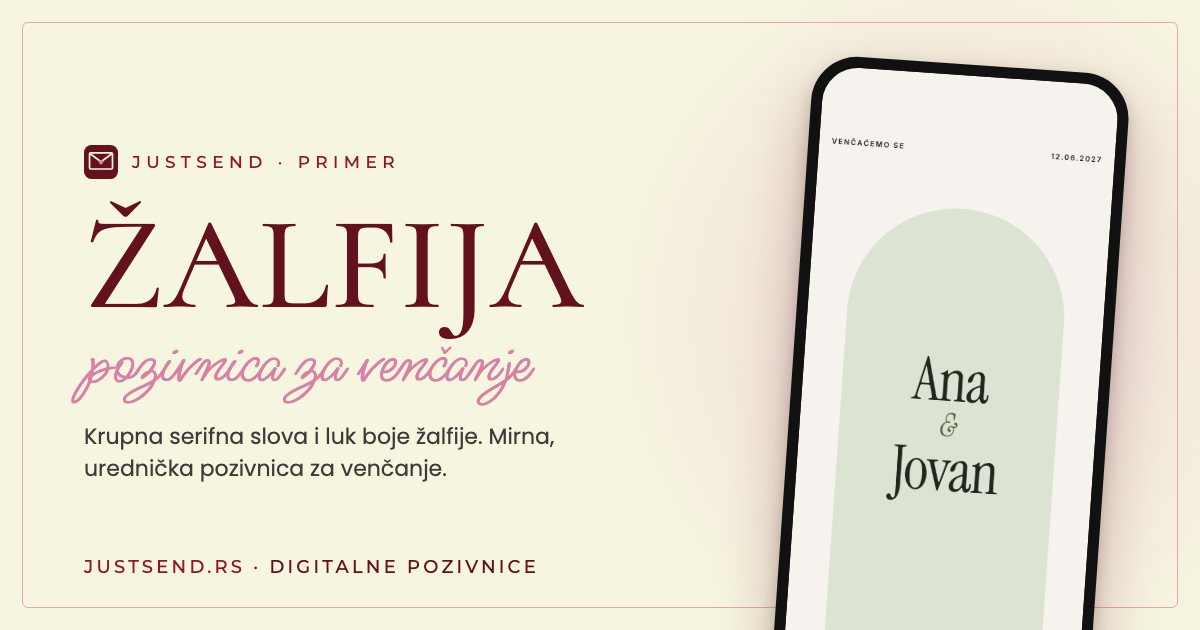 JUSTSEND · PRIMER
ŽALFIJA
pozivnica za venčanje
Krupna serifna slova i luk boje žalfije. Mirna,
urednička pozivnica za venčanje.
JUSTSEND.RS · DIGITALNE POZIVNICE
VENČAĆEMO SE
12.06.2027
Ana
&
Jovan